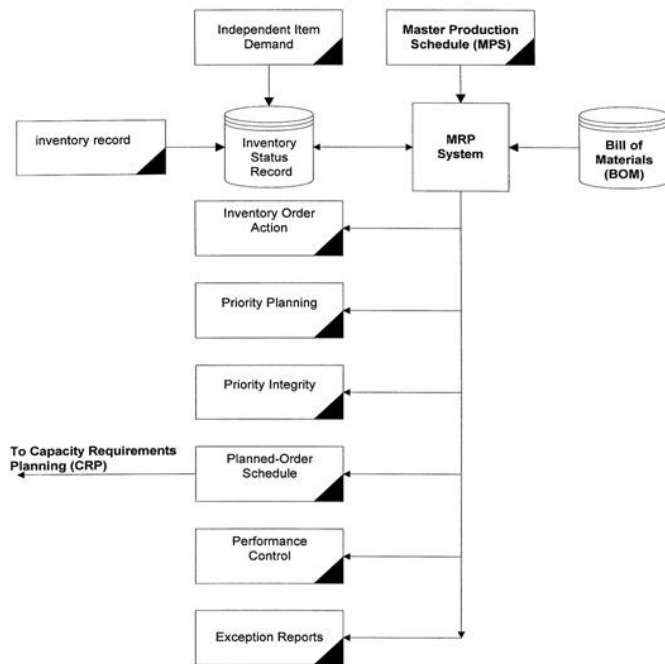 Independent Item
Demand
Master Production
Schedule (MPS)
inventory record
Inventory
Status
Record
MRP
System
Bill of
Materials
(BOM)
Inventory Order
Action
Priority Planning
Priority Integrity
To Capacity Requirements
Planning (CRP)
Planned-Order
Schedule
Performance
Control
Exception Reports